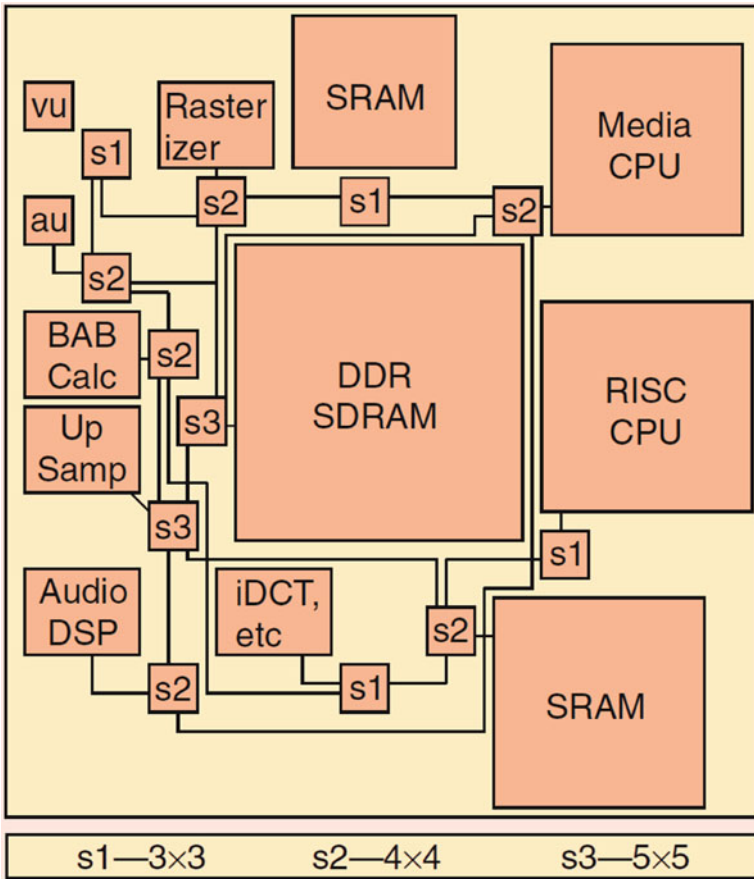 SRAM
Media
CPU
vu
Raster
izer
s1
s2
s1
s2
au
s2
BAB
Calc
s2
DDR
SDRAM
RISC
CPU
Up
Samp
s3
s3
s1
Audio
DSP
iDCT,
etc
s2
s2
s1
SRAM
s1—3×3 s2—4×4 s3—5×5